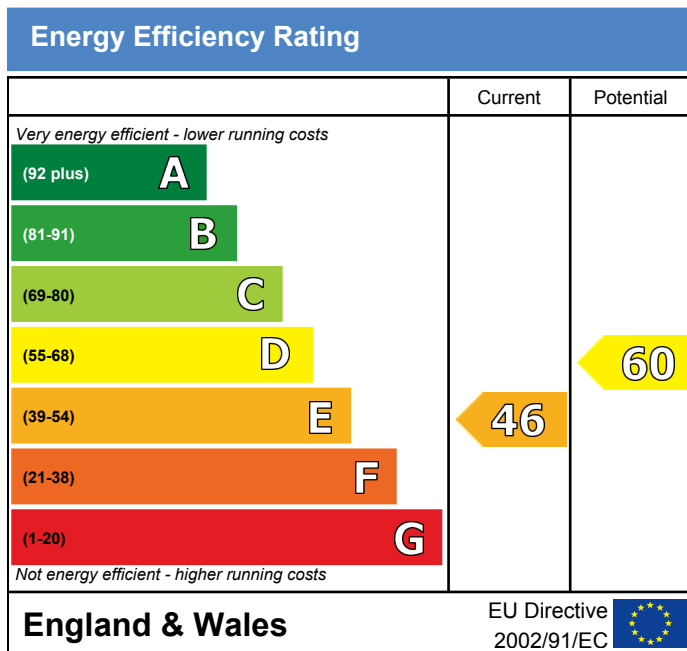 Energy Efficiency Rating
Current Potential
Very energy efficient - lower running costs
(92 plus) A
(81-91) B
(69-80) C
(55-68) D
60
(39-54) E
46
(21-38) F
(1-20) G
Not energy efficient - higher running costs
England & Wales
EU Directive
2002/91/EC